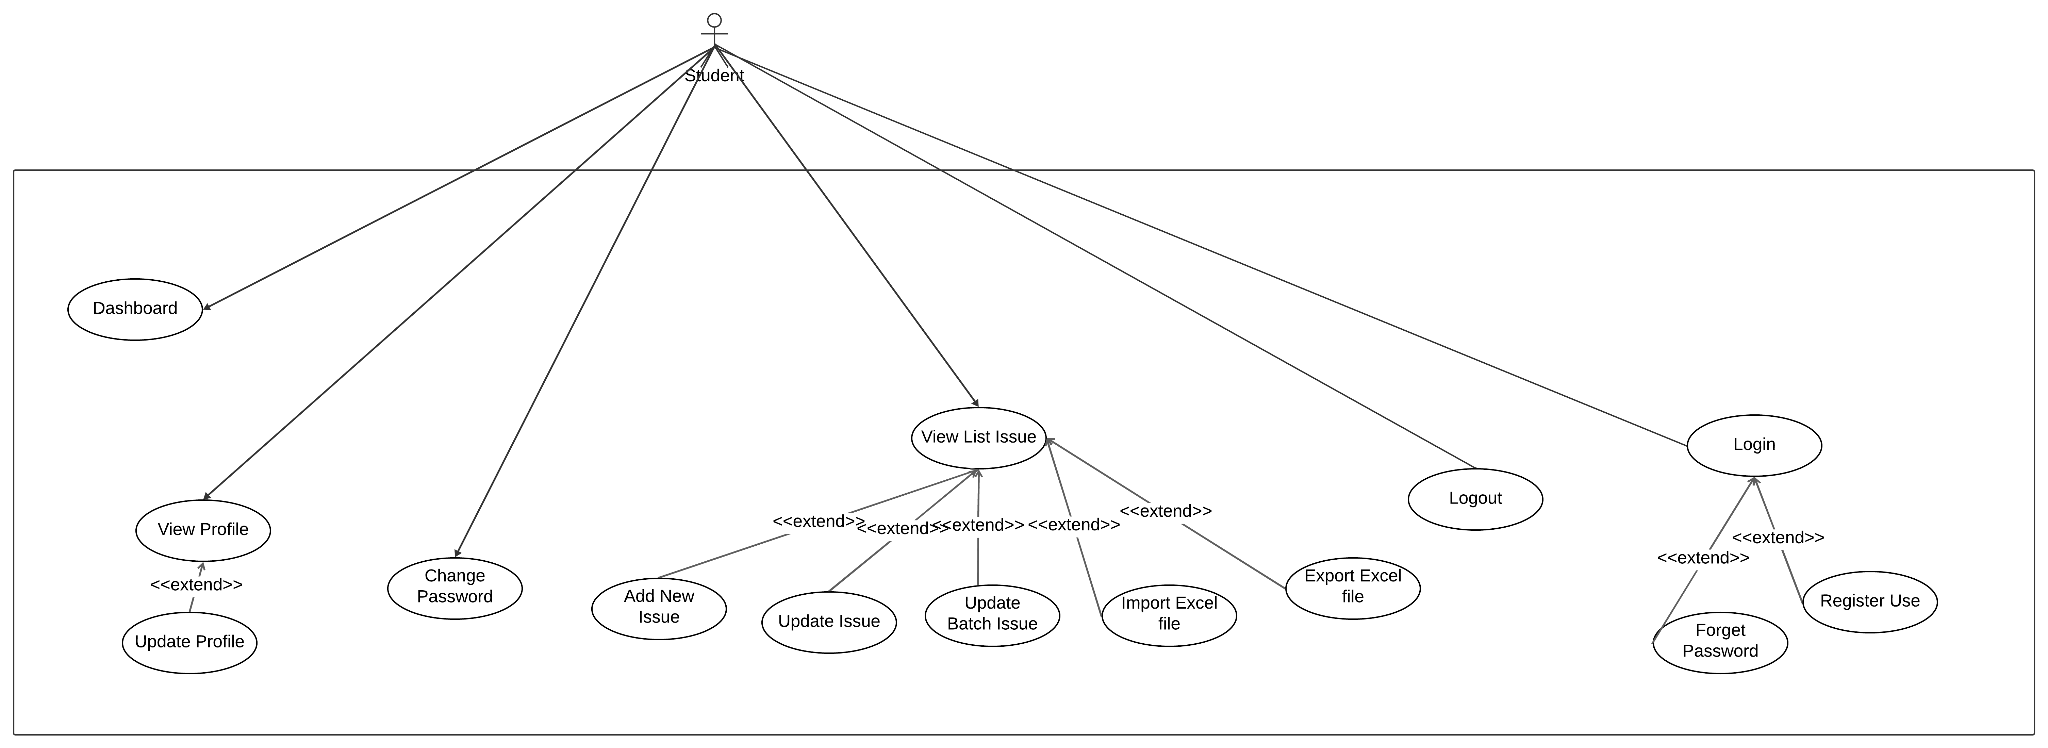 Student
Dashboard
View List Issue
Login
Logout
View Profile
<<extend>>
<<extend>>
<<extend>>
<<extend>>
<<extend>>
<<extend>>
<<extend>>
<<extend>>
Change
Password
Export Excel
file
Add New
Issue
Update Issue
Update
Batch Issue
Import Excel
file
Register Use
Update Profile
Forget
Password